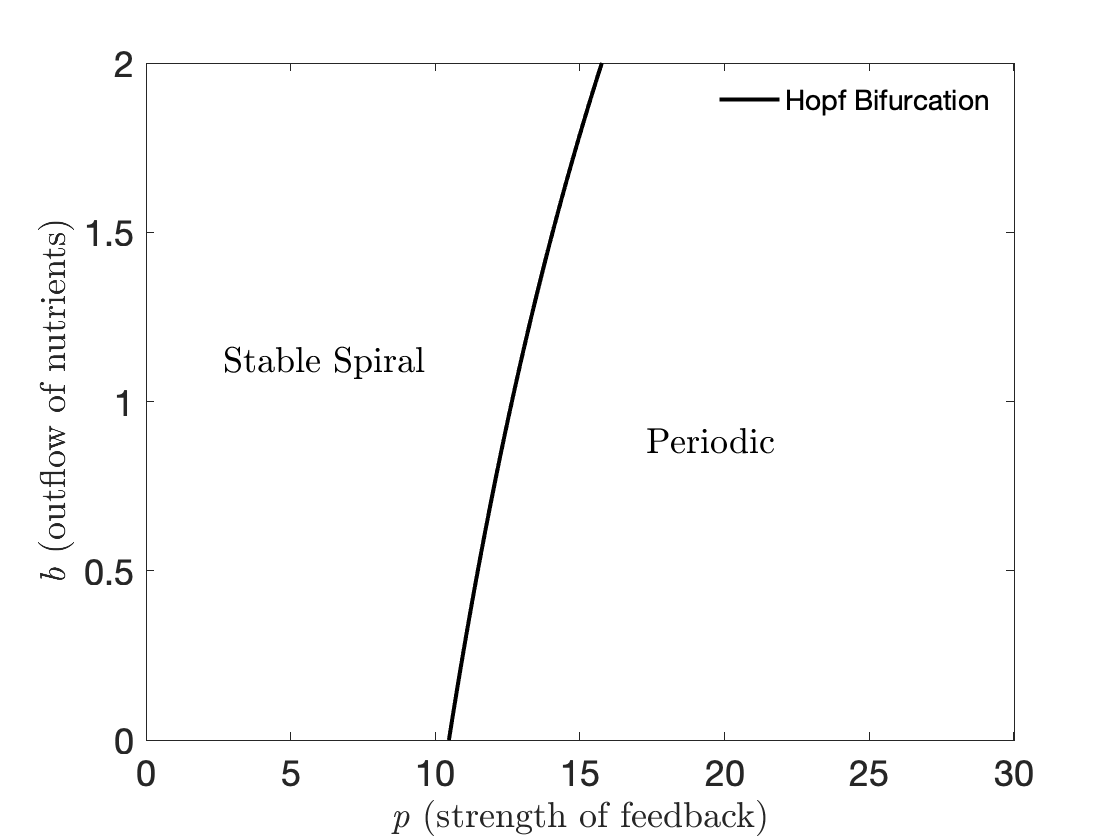 2
Hopf Bifurcation
1.5
Stable Spiral
1
Periodic
0.5
0
b (outflow of nutrients)
0 5 10 15 20 25 30
p (strength of feedback)